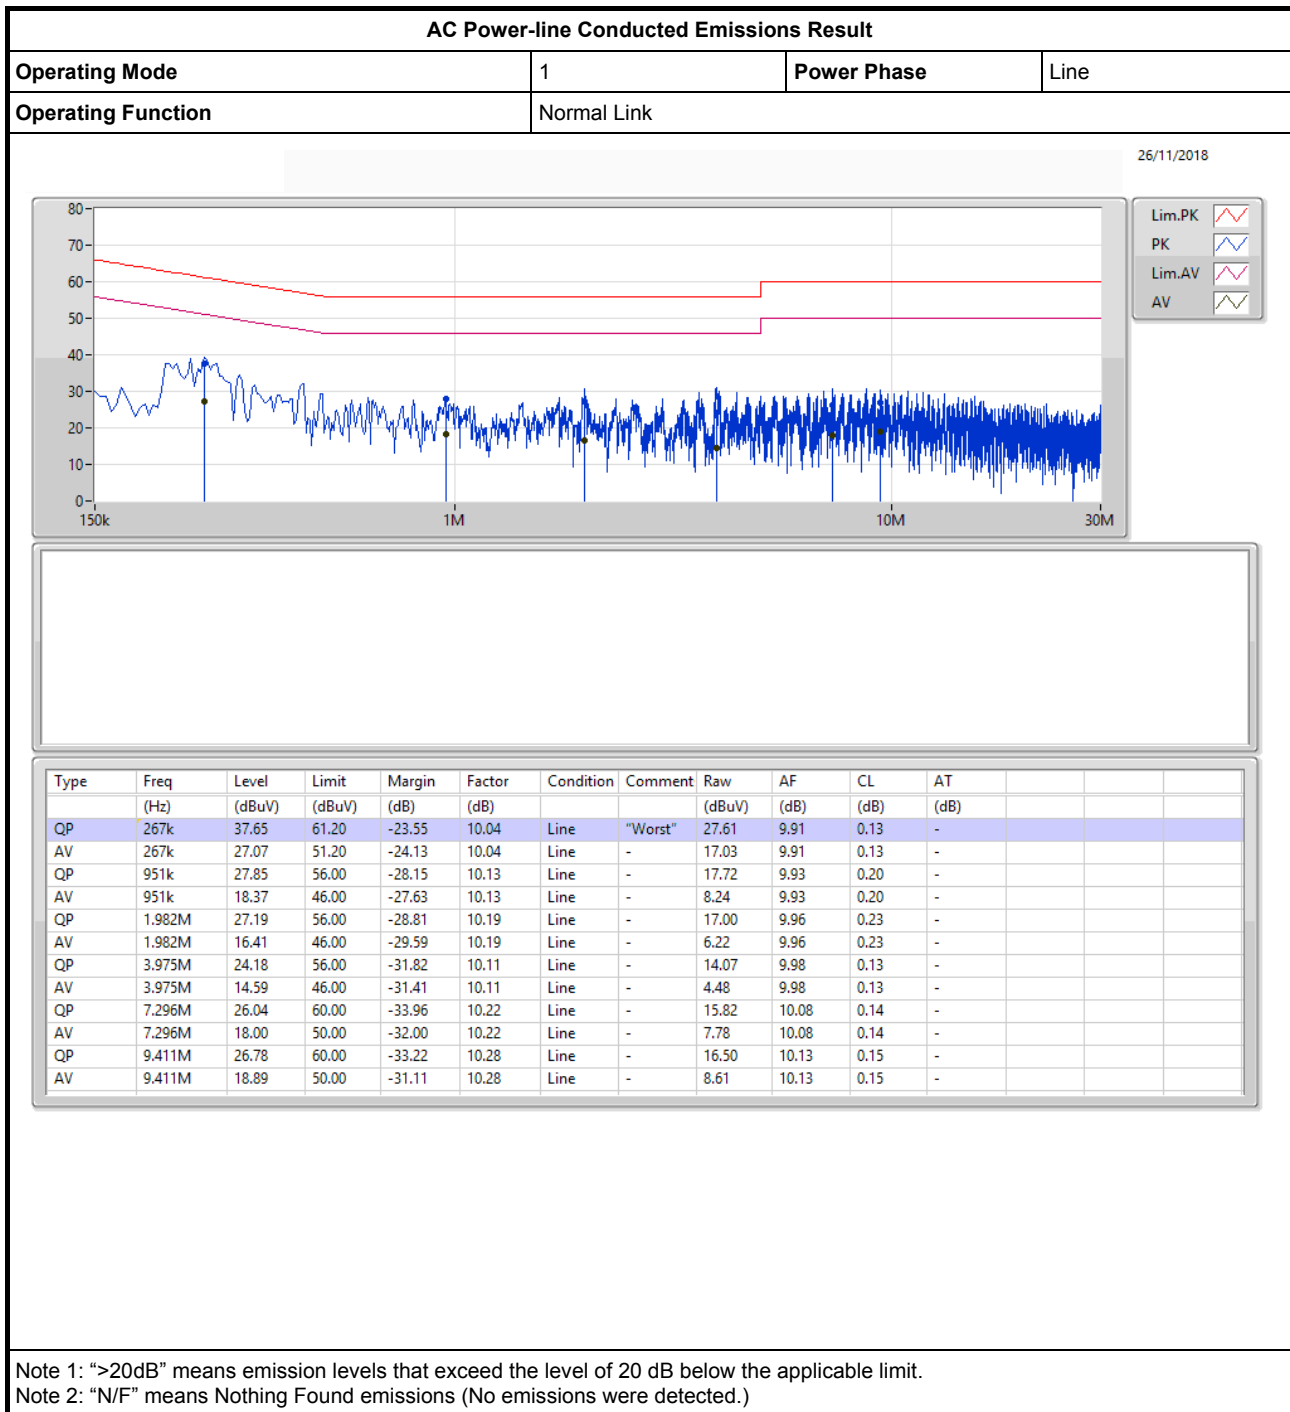 AC Power-line Conducted Emissions Result
Operating Mode 1 Power Phase Line
Operating Function Normal Link
26/11/2018
80
70
60
50
40
30
20
10
0
150k 1M 10M 30M
Lim.PK
PK
Lim.AV
AV
Type Freq Level Limit Margin Factor Condition Comment Raw AF CL AT
(Hz) (dBuV) (dBuV) (dB) (dB) (dBuV) (dB) (dB) (dB)
QP 267k 37.65 61.20 -23.55 10.04 Line "Worst" 27.61 9.91 0.13 -
AV 267k 27.07 51.20 -24.13 10.04 Line - 17.03 9.91 0.13 -
QP 951k 27.85 56.00 -28.15 10.13 Line - 17.72 9.93 0.20 -
AV 951k 18.37 46.00 -27.63 10.13 Line - 8.24 9.93 0.20 -
QP 1.982M 27.19 56.00 -28.81 10.19 Line - 17.00 9.96 0.23 -
AV 1.982M 16.41 46.00 -29.59 10.19 Line - 6.22 9.96 0.23 -
QP 3.975M 24.18 56.00 -31.82 10.11 Line - 14.07 9.98 0.13 -
AV 3.975M 14.59 46.00 -31.41 10.11 Line - 4.48 9.98 0.13 -
QP 7.296M 26.04 60.00 -33.96 10.22 Line - 15.82 10.08 0.14 -
AV 7.296M 18.00 50.00 -32.00 10.22 Line - 7.78 10.08 0.14 -
QP 9.411M 26.78 60.00 -33.22 10.28 Line - 16.50 10.13 0.15 -
AV 9.411M 18.89 50.00 -31.11 10.28 Line - 8.61 10.13 0.15 -
Note 1: “>20dB” means emission levels that exceed the level of 20 dB below the applicable limit.
Note 2: “N/F” means Nothing Found emissions (No emissions were detected.)